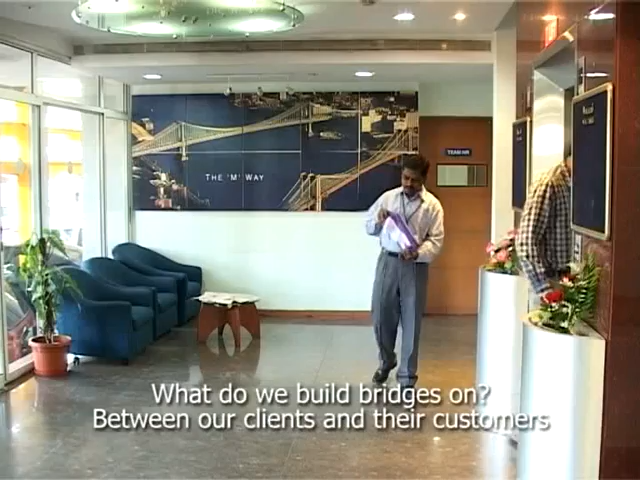 THE 'M' WAY
TEAM HR
What do we build bridges on?
Between our clients and their customers